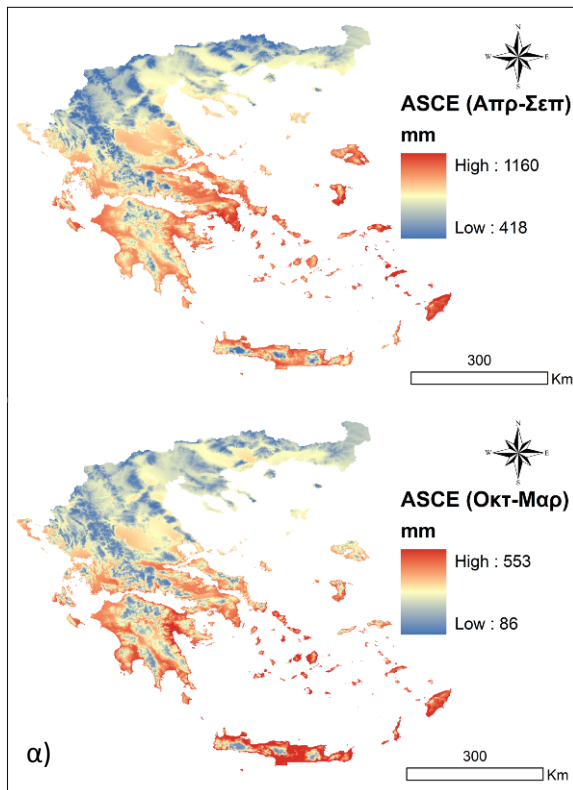 N
W E
S
ASCE (Απρ-Σεπ)
mm
High : 1160
Low : 418
300
Km
N
W E
S
ASCE (Οκτ-Μαρ)
mm
High : 553
Low : 86
α)
300
Km